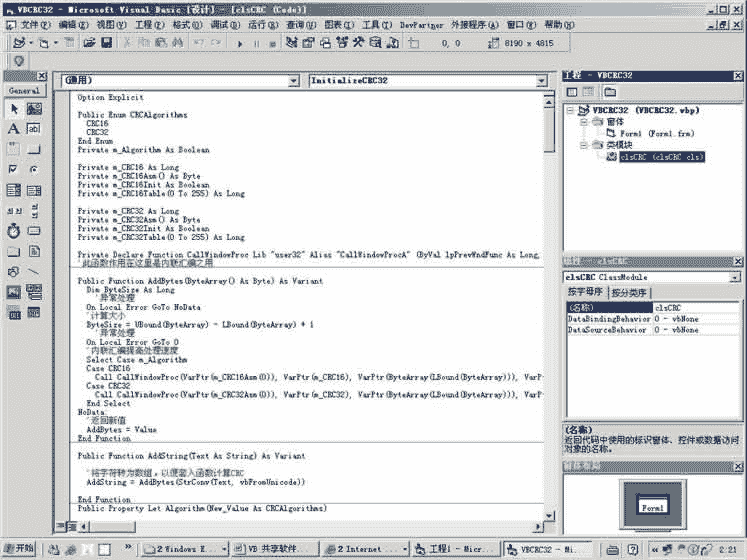 VBCRC32 - Microsoft Visual Basic [设计] - [clsCRC (Code)]
文件(F) 编辑(E) 视图(V) 工程(P) 格式(O) 调试(D) 运行(R) 查询(U) 图表(I) 工具(T) DevPartner 外接程序(A) 窗口(W) 帮助(H)
0, 0 8190 x 4815
General
(通用) InitializeCRC32
Option Explicit
Public Enum CRCAlgorithms
CRC16
CRC32
End Enum
Private m_Algorithm As Boolean
Private m_CRC16 As Long
Private m_CRC16Asm() As Byte
Private m_CRC16Init As Boolean
Private m_CRC16Table(0 To 255) As Long
Private m_CRC32 As Long
Private m_CRC32Asm() As Byte
Private m_CRC32Init As Boolean
Private m_CRC32Table(0 To 255) As Long
Private Declare Function CallWindowProc Lib "user32" Alias "CallWindowProcA" (ByVal lpPrevWndFunc As Long,
'此函数作用在这里是内联汇编之用
Public Function AddBytes(ByteArray() As Byte) As Variant
Dim ByteSize As Long
'异常处理
On Local Error GoTo NoData
'计算大小
ByteSize = UBound(ByteArray) - LBound(ByteArray) + 1
'异常处理
On Local Error GoTo 0
'内联汇编提高处理速度
Select Case m_Algorithm
Case CRC16
Call CallWindowProc(VarPtr(m_CRC16Asm(0)), VarPtr(m_CRC16), VarPtr(ByteArray(LBound(ByteArray))), VarP
Case CRC32
Call CallWindowProc(VarPtr(m_CRC32Asm(0)), VarPtr(m_CRC32), VarPtr(ByteArray(LBound(ByteArray))), VarP
End Select
NoData:
'返回新值
AddBytes = Value
End Function
Public Function AddString(Text As String) As Variant
'将字符转为数组，以便套入函数计算CRC
AddString = AddBytes(StrConv(Text, vbFromUnicode))
End Function
Public Property Let Algorithm(New_Value As CRCAlgorithms)
工程 - VBCRC32
VBCRC32 (VBCRC32.vbp)
窗体
Form1 (Form1.frm)
类模块
clsCRC (clsCRC.cls)
属性 - clsCRC
clsCRC ClassModule
按字母序 按分类序
(名称) clsCRC
DataBindingBehavior 0 - vbNone
DataSourceBehavior 0 - vbNone
(名称)
返回代码中使用的标识窗体、控件或数据访问
对象的名称。
Form1
开始 2 Windows E... VB 共享软件... 2 Internet ... 工程1 - Micr... VBCRC32 - Mi... 2:21